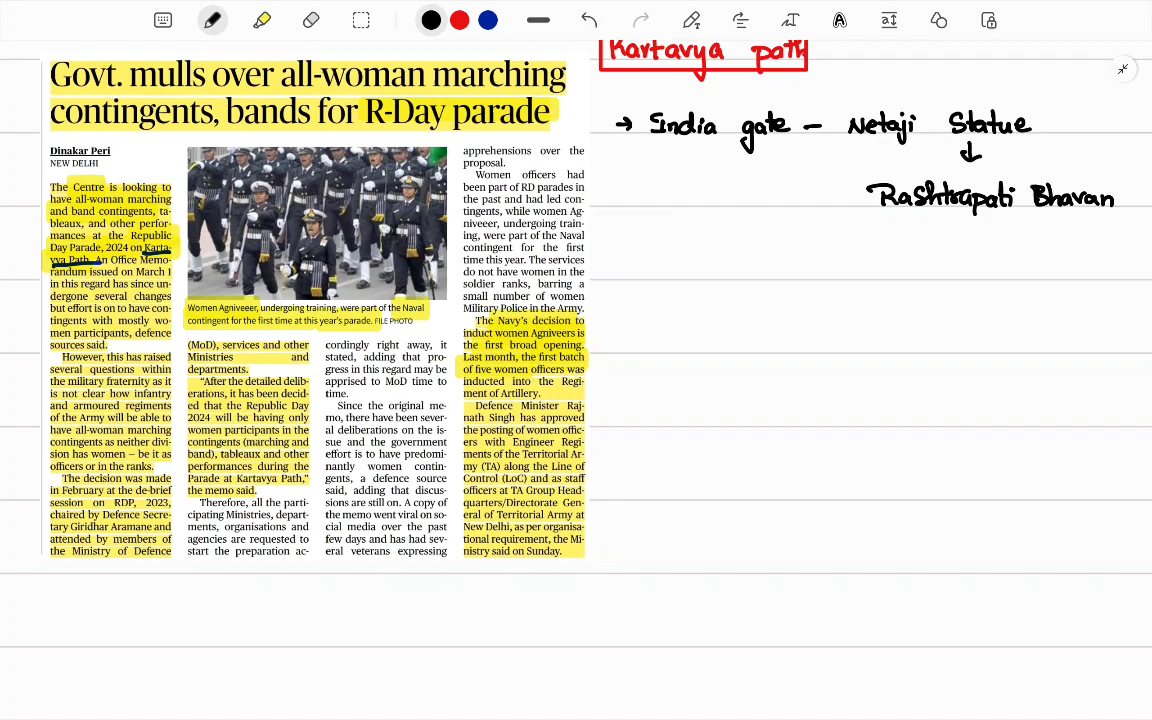 Kartavya path
Govt. mulls over all-woman marching
contingents, bands for R-Day parade
→ India gate – Netaji Statue
↓
Rashtrapati Bhavan
Dinakar Peri
NEW DELHI
The Centre is looking to
have all-woman marching
and band contingents, ta-
bleaux, and other perfor-
mances at the Republic
Day Parade, 2024 on Karta-
vya Path. An Office Memo-
randum issued on March 1
in this regard has since un-
dergone several changes
but effort is on to have con-
tingents with mostly wo-
men participants, defence
sources said.
However, this has raised
several questions within
the military fraternity as it
is not clear how infantry
and armoured regiments
of the Army will be able to
have all-woman marching
contingents as neither divi-
sion has women – be it as
officers or in the ranks.
The decision was made
in February at the de-brief
session on RDP, 2023,
chaired by Defence Secre-
tary Giridhar Aramane and
attended by members of
the Ministry of Defence
Women Agniveeer, undergoing training, were part of the Naval
contingent for the first time at this year's parade. FILE PHOTO
(MoD), services and other
Ministries and
departments.
“After the detailed delib-
erations, it has been decid-
ed that the Republic Day
2024 will be having only
women participants in the
contingents (marching and
band), tableaux and other
performances during the
Parade at Kartavya Path,”
the memo said.
Therefore, all the parti-
cipating Ministries, depart-
ments, organisations and
agencies are requested to
start the preparation ac-
cordingly right away, it
stated, adding that pro-
gress in this regard may be
apprised to MoD time to
time.
Since the original me-
mo, there have been sever-
al deliberations on the is-
sue and the government
effort is to have predomi-
nantly women contin-
gents, a defence source
said, adding that discus-
sions are still on. A copy of
the memo went viral on so-
cial media over the past
few days and has had sev-
eral veterans expressing
apprehensions over the
proposal.
Women officers had
been part of RD parades in
the past and had led con-
tingents, while women Ag-
niveeer, undergoing train-
ing, were part of the Naval
contingent for the first
time this year. The services
do not have women in the
soldier ranks, barring a
small number of women
Military Police in the Army.
The Navy's decision to
induct women Agniveers is
the first broad opening.
Last month, the first batch
of five women officers was
inducted into the Regi-
ment of Artillery.
Defence Minister Raj-
nath Singh has approved
the posting of women offic-
ers with Engineer Regi-
ments of the Territorial Ar-
my (TA) along the Line of
Control (LoC) and as staff
officers at TA Group Head-
quarters/Directorate Gen-
eral of Territorial Army at
New Delhi, as per organisa-
tional requirement, the Mi-
nistry said on Sunday.